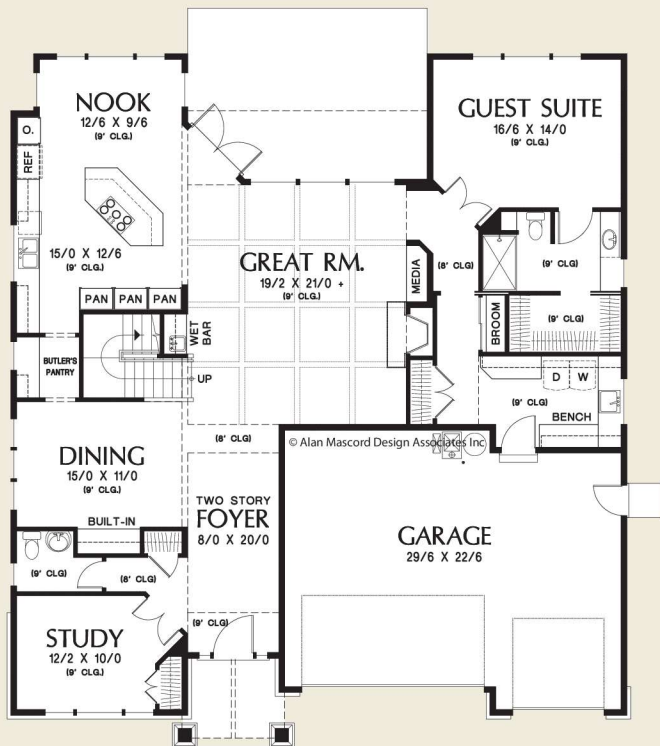 NOOK
12/6 X 9/6
(9' CLG.)
GUEST SUITE
16/6 X 14/0
(9' CLG.)
O.
REF
15/0 X 12/6
(9' CLG.)
GREAT RM.
19/2 X 21/0 +
(9' CLG.)
MEDIA
(8' CLG)
(9' CLG)
PAN PAN PAN
WET
BAR
BROOM
(9' CLG)
BUTLER'S
PANTRY
UP
D W
(9' CLG)
BENCH
(8' CLG)
© Alan Mascord Design Associates Inc
DINING
15/0 X 11/0
(9' CLG.)
BUILT-IN
TWO STORY
FOYER
8/0 X 20/0
GARAGE
29/6 X 22/6
(9' CLG)
(8' CLG)
(9' CLG)
STUDY
12/2 X 10/0
(9' CLG.)